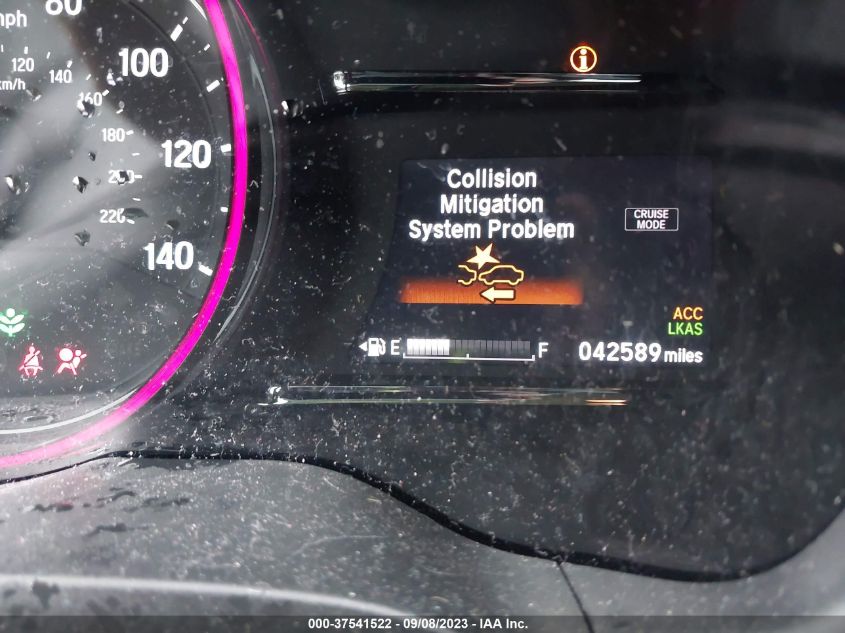 mph
80
100
120
140
120
140
km/h
160
180
200
220
Collision
Mitigation
System Problem
CRUISE
MODE
ACC
LKAS
E
F
042589 miles
000-37541522 - 09/08/2023 - IAA Inc.